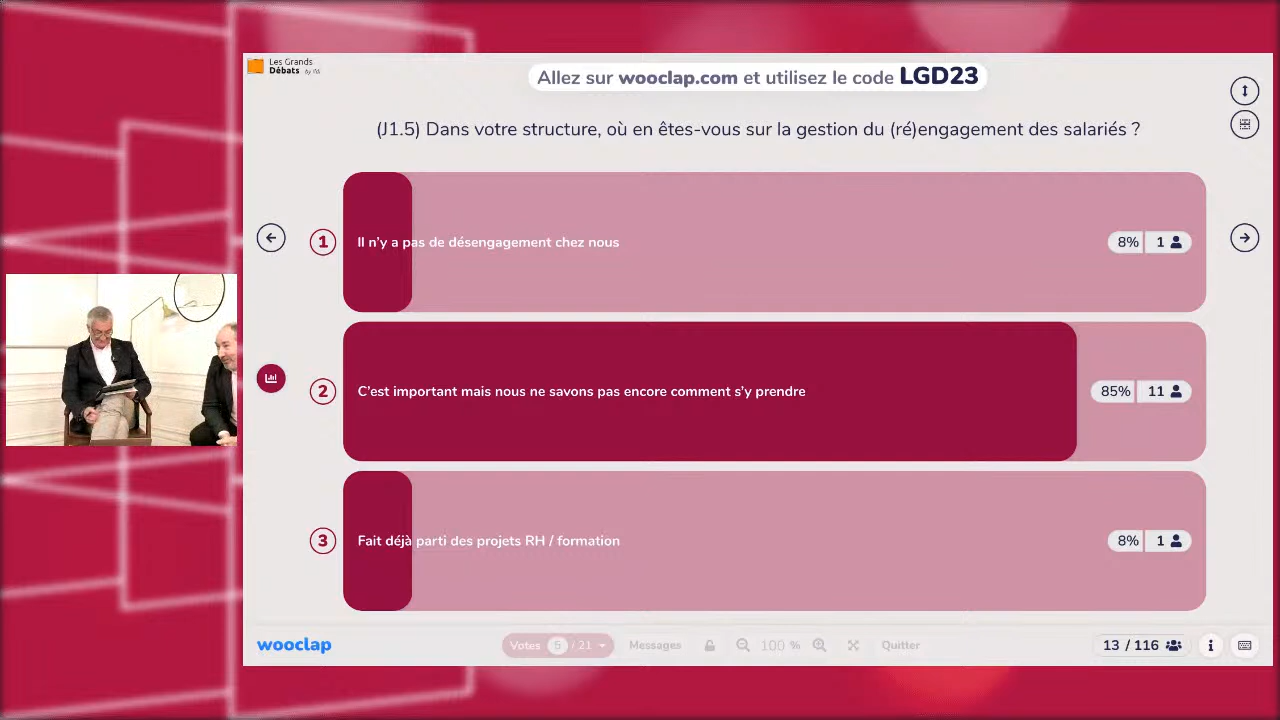 Les Grands
Débats by ifis
Allez sur wooclap.com et utilisez le code LGD23
(J1.5) Dans votre structure, où en êtes-vous sur la gestion du (ré)engagement des salariés ?
1 Il n'y a pas de désengagement chez nous 8% 1
2 C'est important mais nous ne savons pas encore comment s'y prendre 85% 11
3 Fait déjà parti des projets RH / formation 8% 1
wooclap Votes 5 / 21 Messages 100 % Quitter 13 / 116